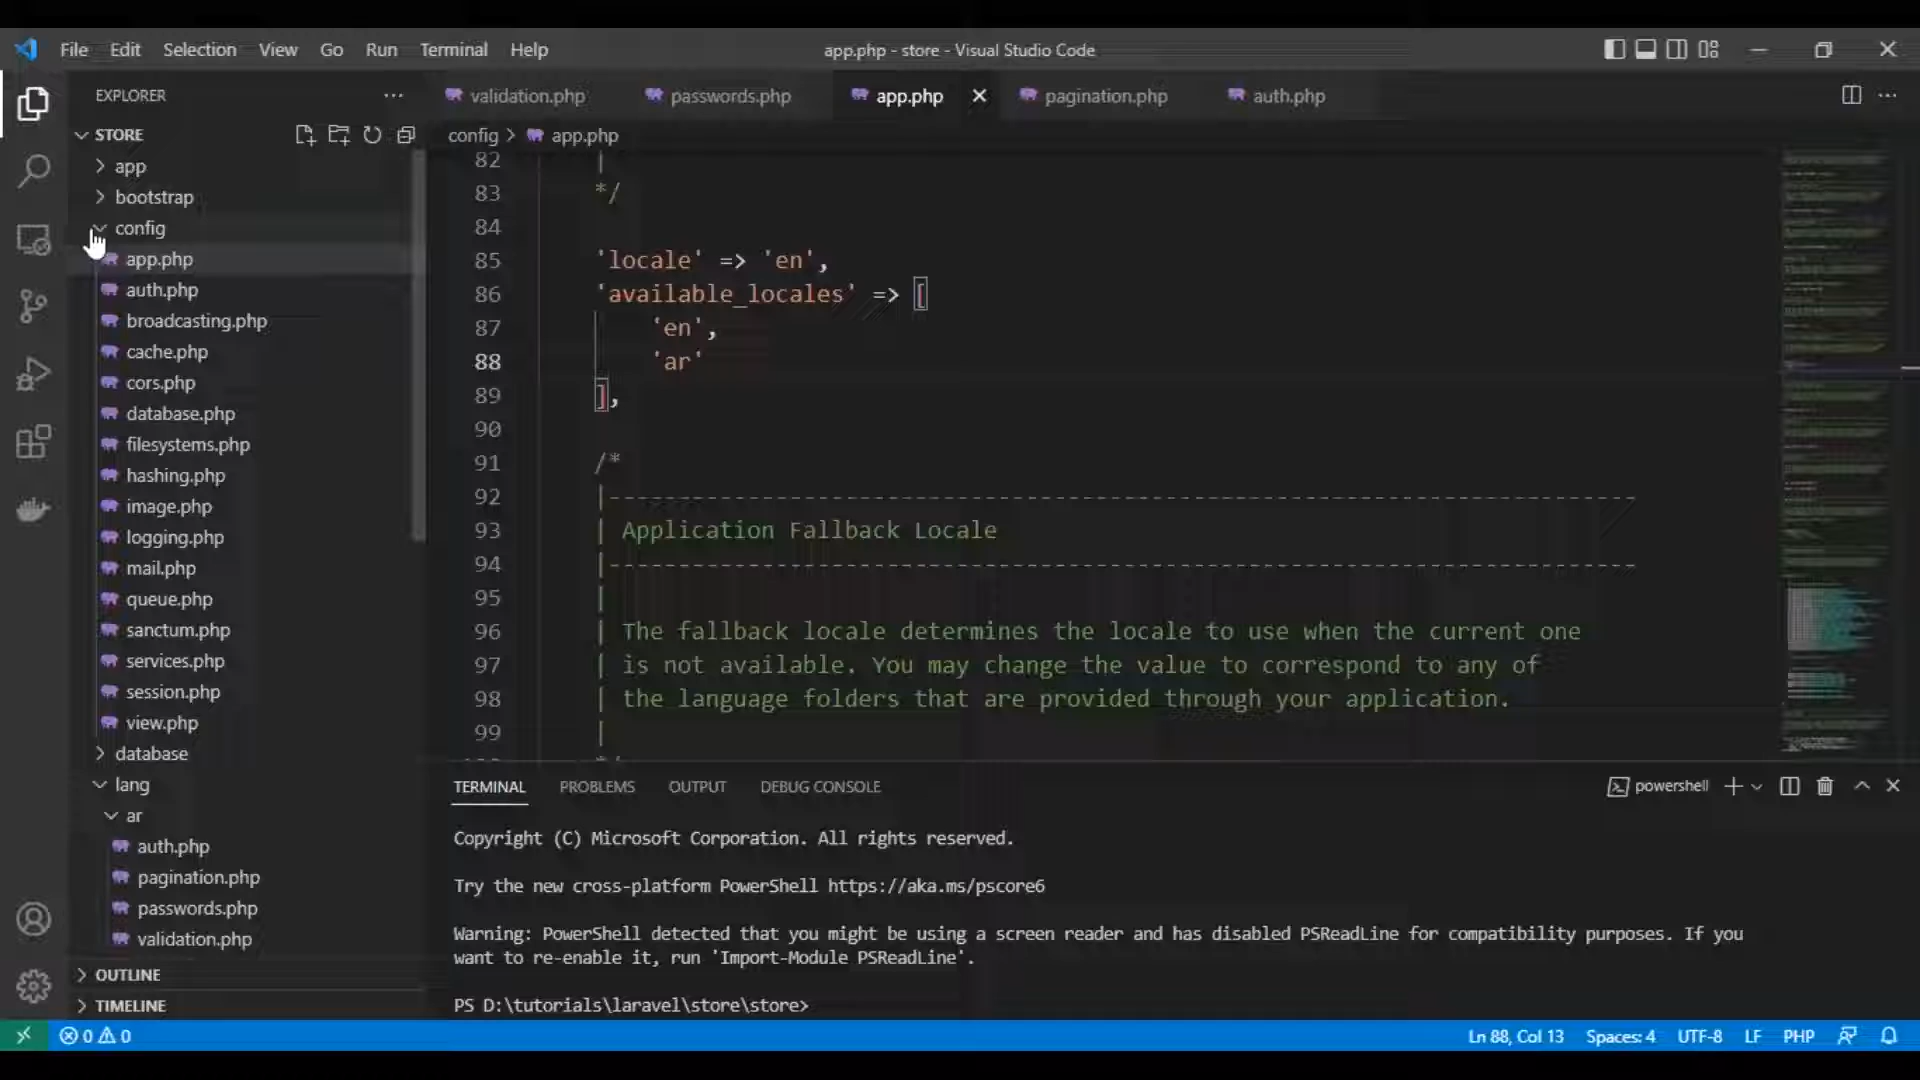 File Edit Selection View Go Run Terminal Help
app.php - store - Visual Studio Code
EXPLORER
STORE
app
bootstrap
config
app.php
auth.php
broadcasting.php
cache.php
cors.php
database.php
filesystems.php
hashing.php
image.php
logging.php
mail.php
queue.php
sanctum.php
services.php
session.php
view.php
database
lang
ar
auth.php
pagination.php
passwords.php
validation.php
OUTLINE
TIMELINE
validation.php passwords.php app.php pagination.php auth.php
config > app.php
82 |
83 */
84
85 'locale' => 'en',
86 'available_locales' => [
87 'en',
88 'ar'
89 ],
90
91 /*
92 |--------------------------------------------------------------------------
93 | Application Fallback Locale
94 |--------------------------------------------------------------------------
95 |
96 | The fallback locale determines the locale to use when the current one
97 | is not available. You may change the value to correspond to any of
98 | the language folders that are provided through your application.
99 |
TERMINAL PROBLEMS OUTPUT DEBUG CONSOLE
powershell
Copyright (C) Microsoft Corporation. All rights reserved.
Try the new cross-platform PowerShell https://aka.ms/pscore6
Warning: PowerShell detected that you might be using a screen reader and has disabled PSReadLine for compatibility purposes. If you
want to re-enable it, run 'Import-Module PSReadLine'.
PS D:\tutorials\laravel\store\store>
0 0
Ln 88, Col 13 Spaces: 4 UTF-8 LF PHP